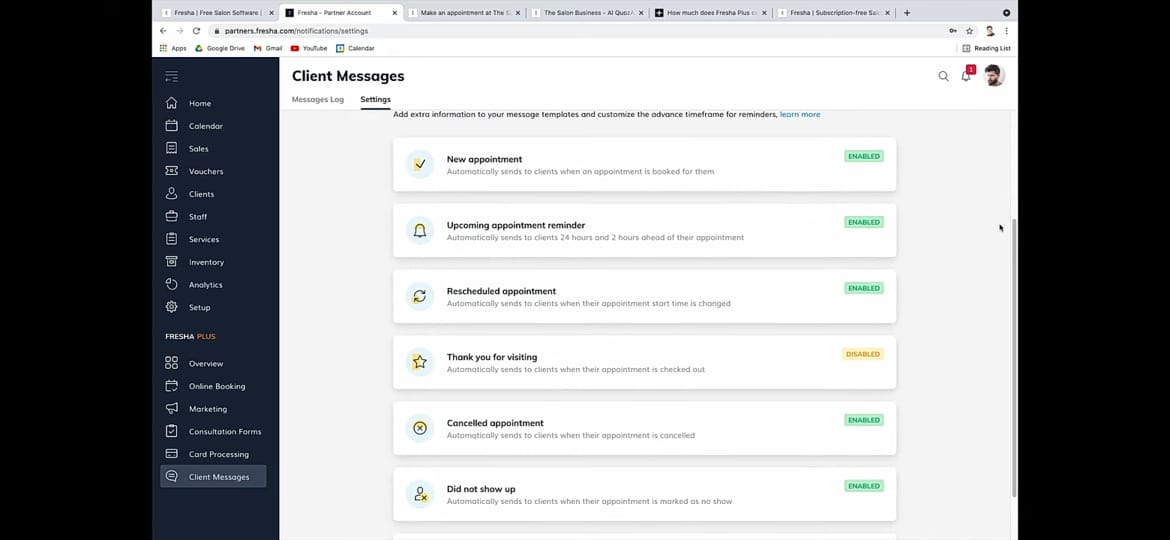 Fresha | Free Salon Software |
Fresha - Partner Account
Make an appointment at The S
The Salon Business - Al Quoz
How much does Fresha Plus c
Fresha | Subscription-free Sal
partners.fresha.com/notifications/settings
Apps
Google Drive
Gmail
YouTube
Calendar
Reading List
Client Messages
1
Messages Log
Settings
Home
Calendar
Sales
Vouchers
Clients
Staff
Services
Inventory
Analytics
Setup
FRESHA PLUS
Overview
Online Booking
Marketing
Consultation Forms
Card Processing
Client Messages
Add extra information to your message templates and customize the advance timeframe for reminders, learn more
New appointment
ENABLED
Automatically sends to clients when an appointment is booked for them
Upcoming appointment reminder
ENABLED
Automatically sends to clients 24 hours and 2 hours ahead of their appointment
Rescheduled appointment
ENABLED
Automatically sends to clients when their appointment start time is changed
Thank you for visiting
DISABLED
Automatically sends to clients when their appointment is checked out
Cancelled appointment
ENABLED
Automatically sends to clients when their appointment is cancelled
Did not show up
ENABLED
Automatically sends to clients when their appointment is marked as no show